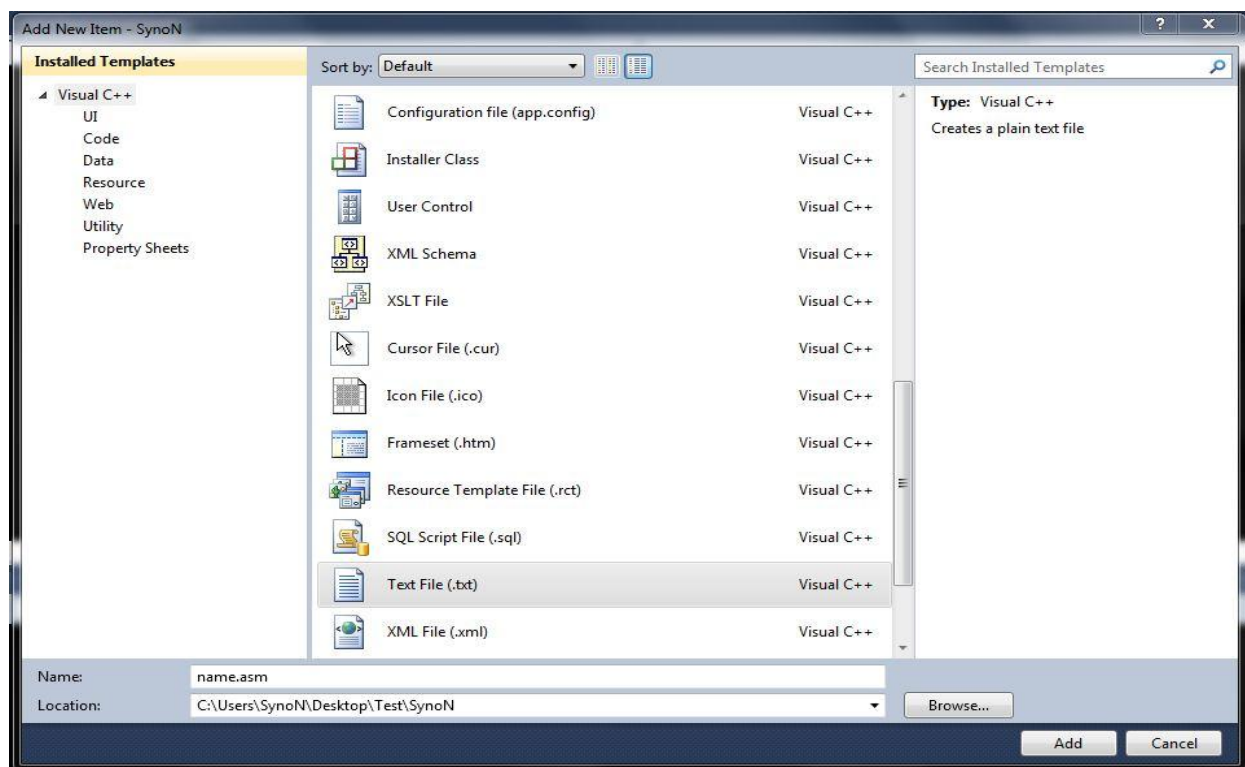 Add New Item - SynoN
? x
Installed Templates
Visual C++
UI
Code
Data
Resource
Web
Utility
Property Sheets
Sort by: Default
Configuration file (app.config) Visual C++
Installer Class Visual C++
User Control Visual C++
XML Schema Visual C++
XSLT File Visual C++
Cursor File (.cur) Visual C++
Icon File (.ico) Visual C++
Frameset (.htm) Visual C++
Resource Template File (.rct) Visual C++
SQL Script File (.sql) Visual C++
Text File (.txt) Visual C++
XML File (.xml) Visual C++
Search Installed Templates
Type: Visual C++
Creates a plain text file
Name: name.asm
Location: C:\Users\SynoN\Desktop\Test\SynoN
Browse...
Add Cancel